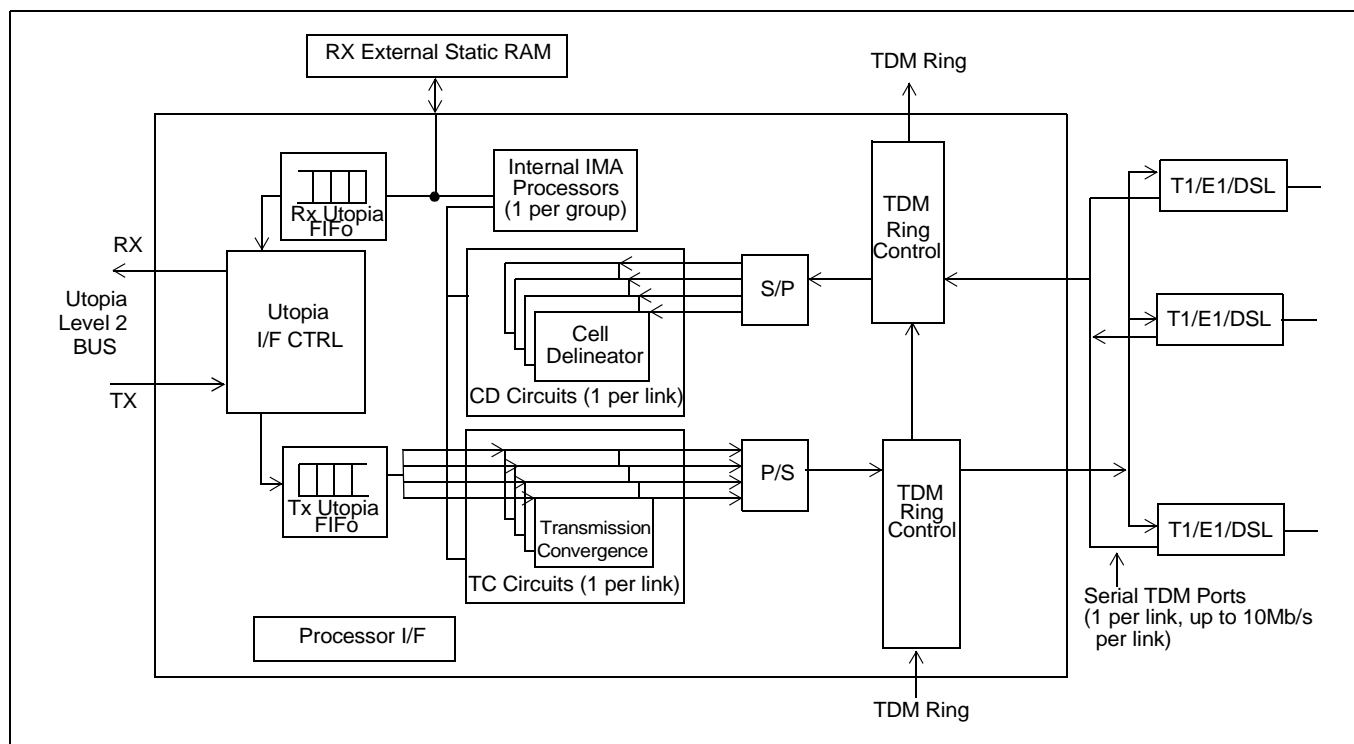 RX External Static RAM
TDM Ring
Internal IMA
Processors
(1 per group)
Rx Utopia
FIFo
TDM
Ring
Control
T1/E1/DSL
RX
Utopia
Level 2
BUS
TX
Utopia
I/F CTRL
S/P
Cell
Delineator
CD Circuits (1 per link)
T1/E1/DSL
Tx Utopia
FIFo
P/S
Transmission
Convergence
TC Circuits (1 per link)
TDM
Ring
Control
T1/E1/DSL
Serial TDM Ports
(1 per link, up to 10Mb/s
per link)
Processor I/F
TDM Ring